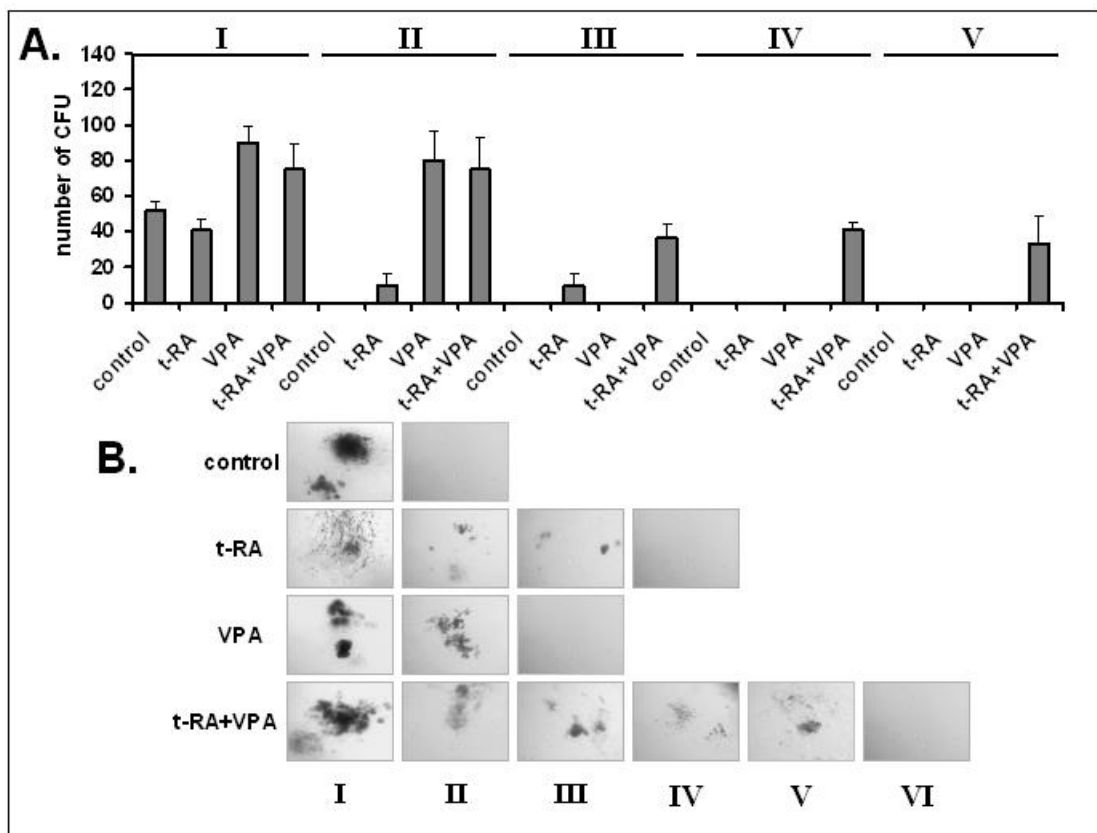 A.
I II III IV V
number of CFU
140
120
100
80
60
40
20
0
control t-RA VPA t-RA+VPA control t-RA VPA t-RA+VPA control t-RA VPA t-RA+VPA control t-RA VPA t-RA+VPA control t-RA VPA t-RA+VPA
B.
control
t-RA
VPA
t-RA+VPA
I II III IV V VI